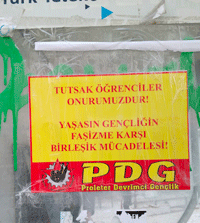 TUTSAK ÖĞRENCİLER
ONURUMUZDUR!
YAŞASIN GENÇLİĞİN
FAŞİZME KARŞI
BİRLEŞİK MÜCADELESİ!
PDG
Proleter Devrimci Gençlik